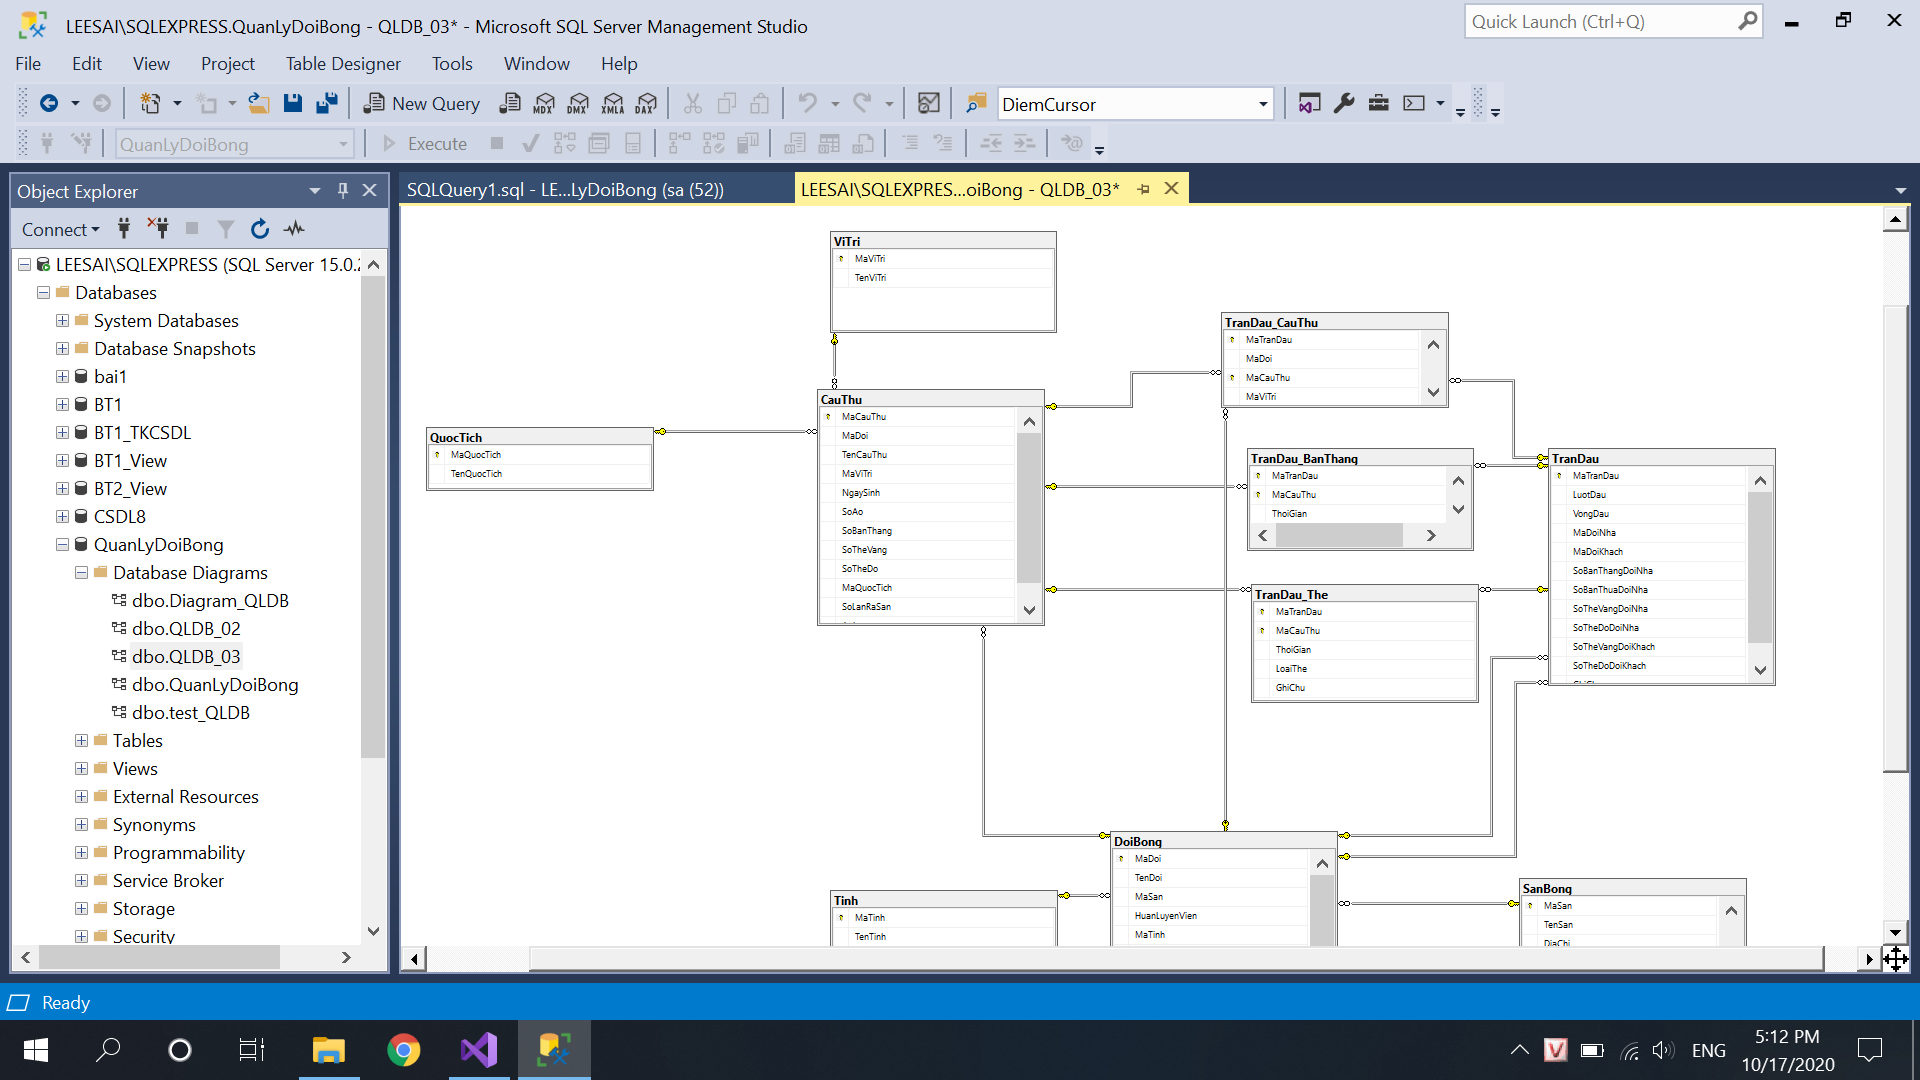 LEESAI\SQLEXPRESS.QuanLyDoiBong - QLDB_03* - Microsoft SQL Server Management Studio
Quick Launch (Ctrl+Q)
File Edit View Project Table Designer Tools Window Help
New Query MDX DMX XMLA DAX DiemCursor
QuanLyDoiBong Execute
Object Explorer
Connect
LEESAI\SQLEXPRESS (SQL Server 15.0.2
Databases
System Databases
Database Snapshots
bai1
BT1
BT1_TKCSDL
BT1_View
BT2_View
CSDL8
QuanLyDoiBong
Database Diagrams
dbo.Diagram_QLDB
dbo.QLDB_02
dbo.QLDB_03
dbo.QuanLyDoiBong
dbo.test_QLDB
Tables
Views
External Resources
Synonyms
Programmability
Service Broker
Storage
Security
SQLQuery1.sql - LE...LyDoiBong (sa (52))
LEESAI\SQLEXPRES...oiBong - QLDB_03*
ViTri
MaViTri
TenViTri
TranDau_CauThu
MaTranDau
MaDoi
MaCauThu
MaViTri
CauThu
MaCauThu
MaDoi
TenCauThu
MaViTri
NgaySinh
SoAo
SoBanThang
SoTheVang
SoTheDo
MaQuocTich
SoLanRaSan
QuocTich
MaQuocTich
TenQuocTich
TranDau_BanThang
MaTranDau
MaCauThu
ThoiGian
TranDau
MaTranDau
LuotDau
VongDau
MaDoiNha
MaDoiKhach
SoBanThangDoiNha
SoBanThuaDoiNha
SoTheVangDoiNha
SoTheDoDoiNha
SoTheVangDoiKhach
SoTheDoDoiKhach
TranDau_The
MaTranDau
MaCauThu
ThoiGian
LoaiThe
GhiChu
DoiBong
MaDoi
TenDoi
MaSan
HuanLuyenVien
MaTinh
Tinh
MaTinh
TenTinh
SanBong
MaSan
TenSan
DiaChi
Ready
ENG
5:12 PM
10/17/2020